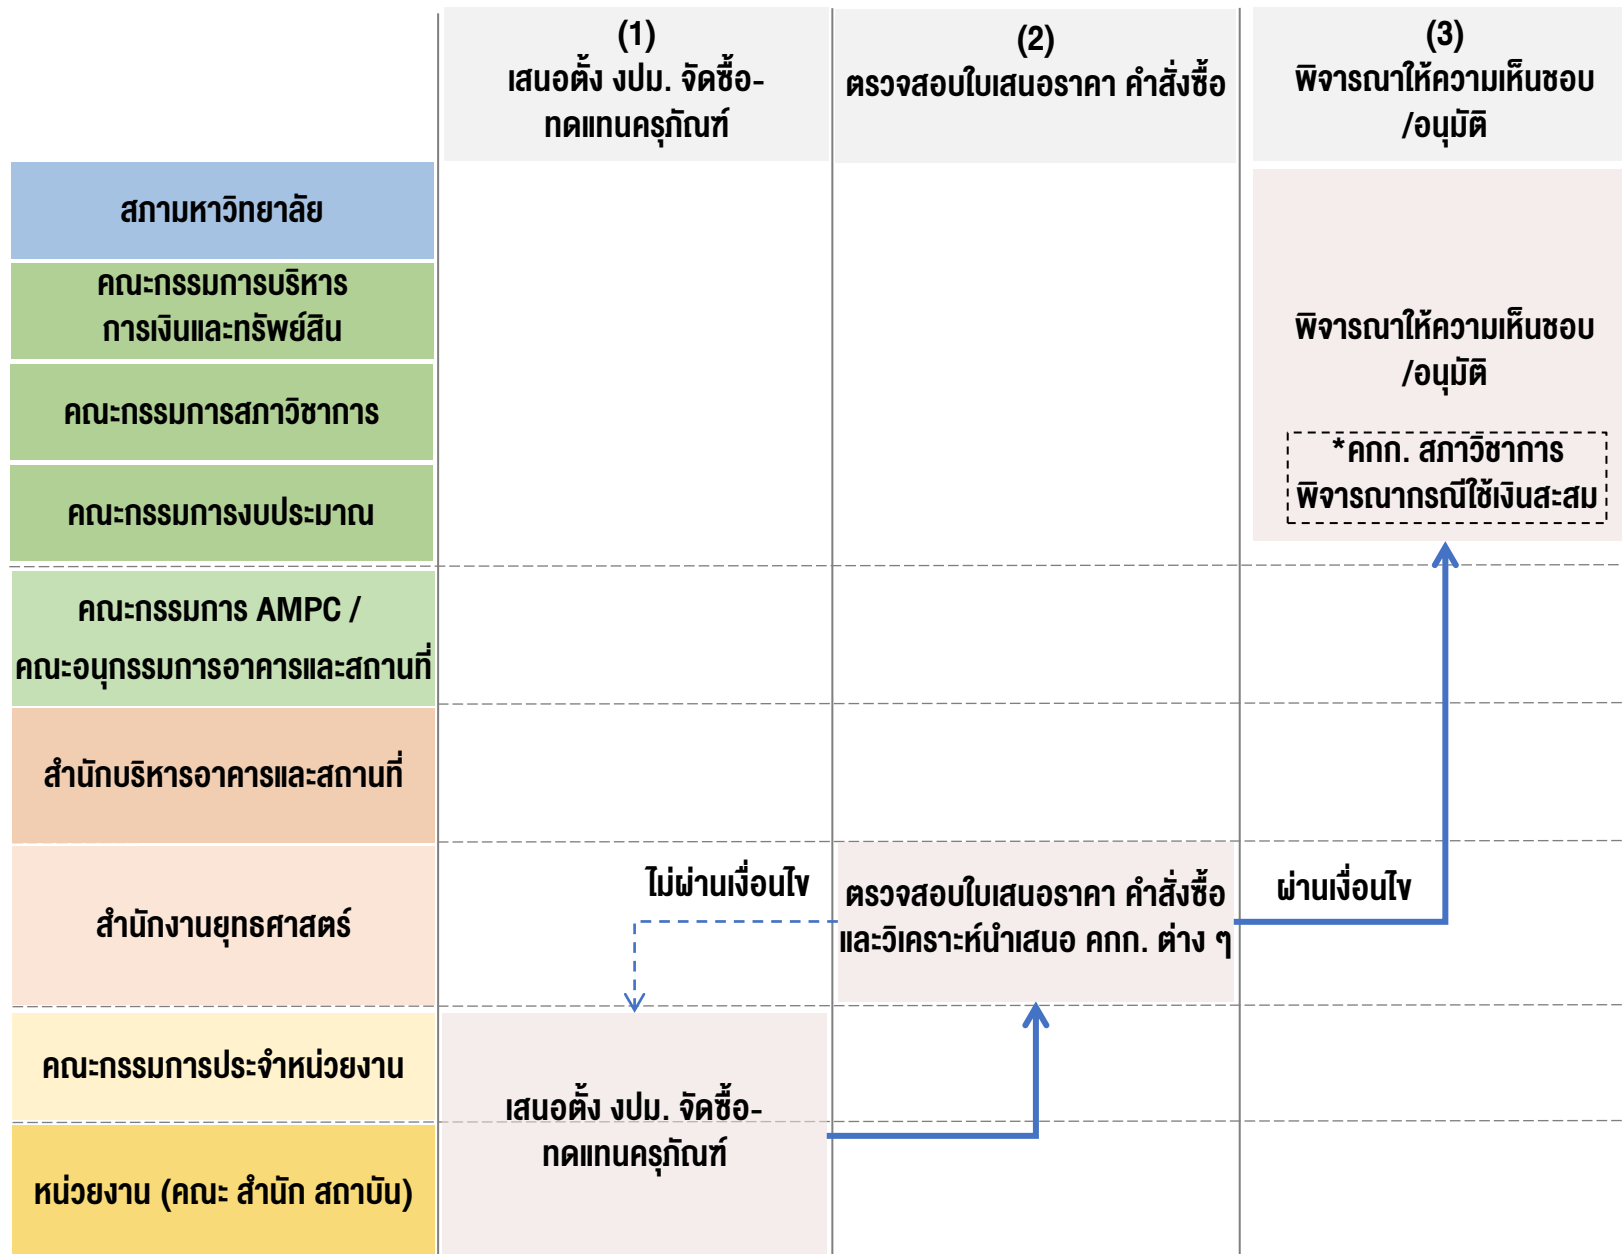 (1)
เสนอตั้ง งปม. จัดซื้อ-
ทดแทนครุภัณฑ์
(2)
ตรวจสอบใบเสนอราคา คำสั่งซื้อ
(3)
พิจารณาให้ความเห็นชอบ
/อนุมัติ
สภามหาวิทยาลัย
คณะกรรมการบริหาร
การเงินและทรัพย์สิน
คณะกรรมการสภาวิชาการ
คณะกรรมการงบประมาณ
พิจารณาให้ความเห็นชอบ
/อนุมัติ
*คกก. สภาวิชาการ
พิจารณากรณีใช้เงินสะสม
คณะกรรมการ AMPC /
คณะอนุกรรมการอาคารและสถานที่
สำนักบริหารอาคารและสถานที่
สำนักงานยุทธศาสตร์
ไม่ผ่านเงื่อนไข
ตรวจสอบใบเสนอราคา คำสั่งซื้อ
และวิเคราะห์นำเสนอ คกก. ต่าง ๆ
ผ่านเงื่อนไข
คณะกรรมการประจำหน่วยงาน
เสนอตั้ง งปม. จัดซื้อ-
ทดแทนครุภัณฑ์
หน่วยงาน (คณะ สำนัก สถาบัน)